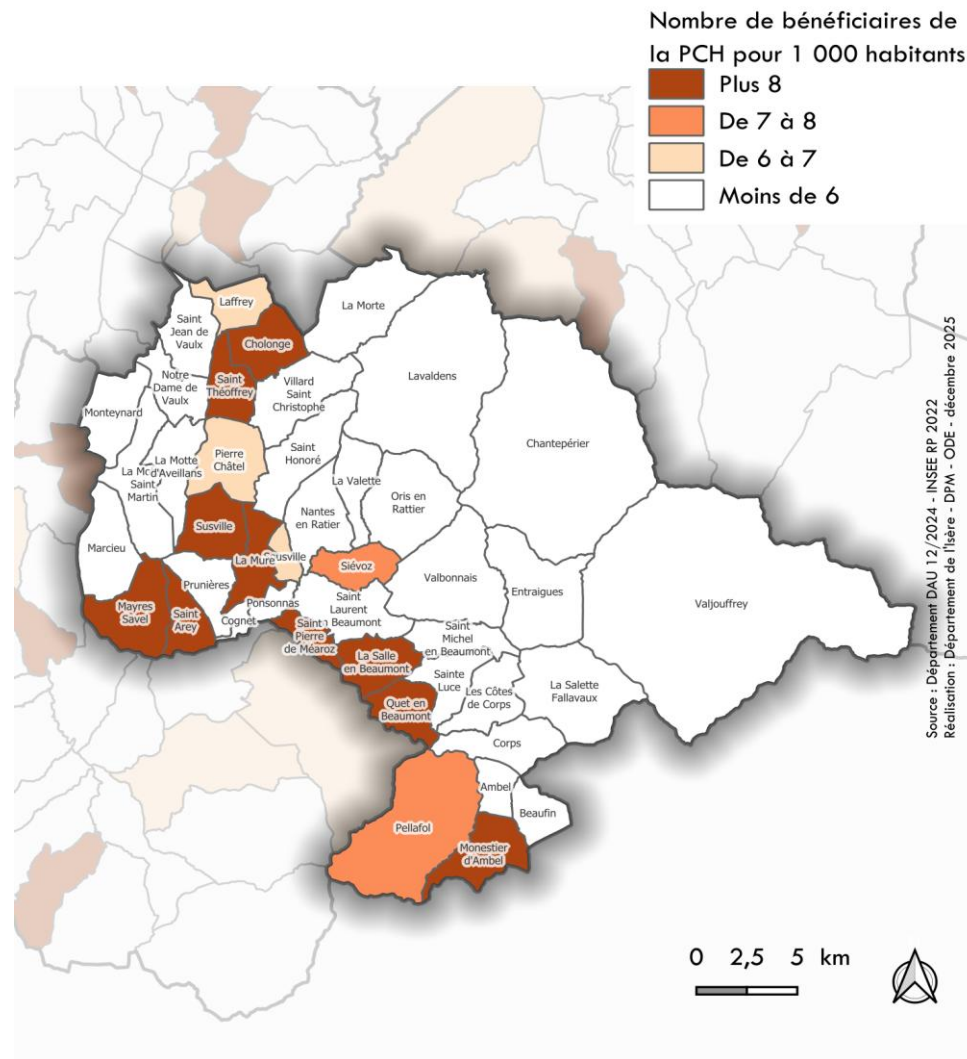 Nombre de bénéficiaires de
la PCH pour 1 000 habitants
Plus 8
De 7 à 8
De 6 à 7
Moins de 6
Laffrey
La Morte
Saint
Jean de
Vaulx
Cholonge
Lavaldens
Notre
Dame de
Vaulx
Saint
Théoffrey
Villard
Saint
Christophe
Monteynard
Chantepérier
Saint
Honoré
Pierre
Châtel
La Motte
d'Aveillans
Saint
Martin
La Valette
Oris en
Rattier
Nantes
en Ratier
Susville
Marcieu
La Mure
Siévoz
Prunières
Valbonnais
Entraigues
Valjouffrey
Mayres
Savel
Saint
Arey
Ponsonnas
Cognet
Saint
Laurent
Beaumont
Saint
Pierre
de Méaroz
Saint
Michel
en Beaumont
La Salle
en Beaumont
Sainte
Luce
Les Côtes
de Corps
La Salette
Fallavaux
Quet en
Beaumont
Corps
Ambel
Beaufin
Pellafol
Monestier
d'Ambel
0 2,5 5 km
Source : Département DAU 12/2024 - INSEE RP 2022
Réalisation : Département de l'Isère - DPM - ODE - décembre 2025